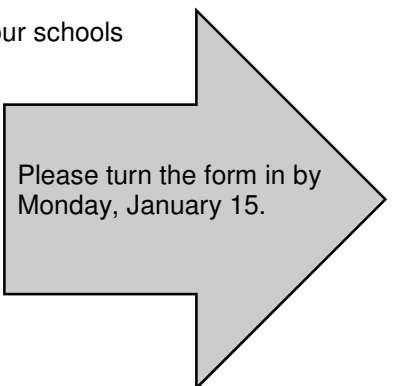 our schools
Please turn the form in by
Monday, January 15.